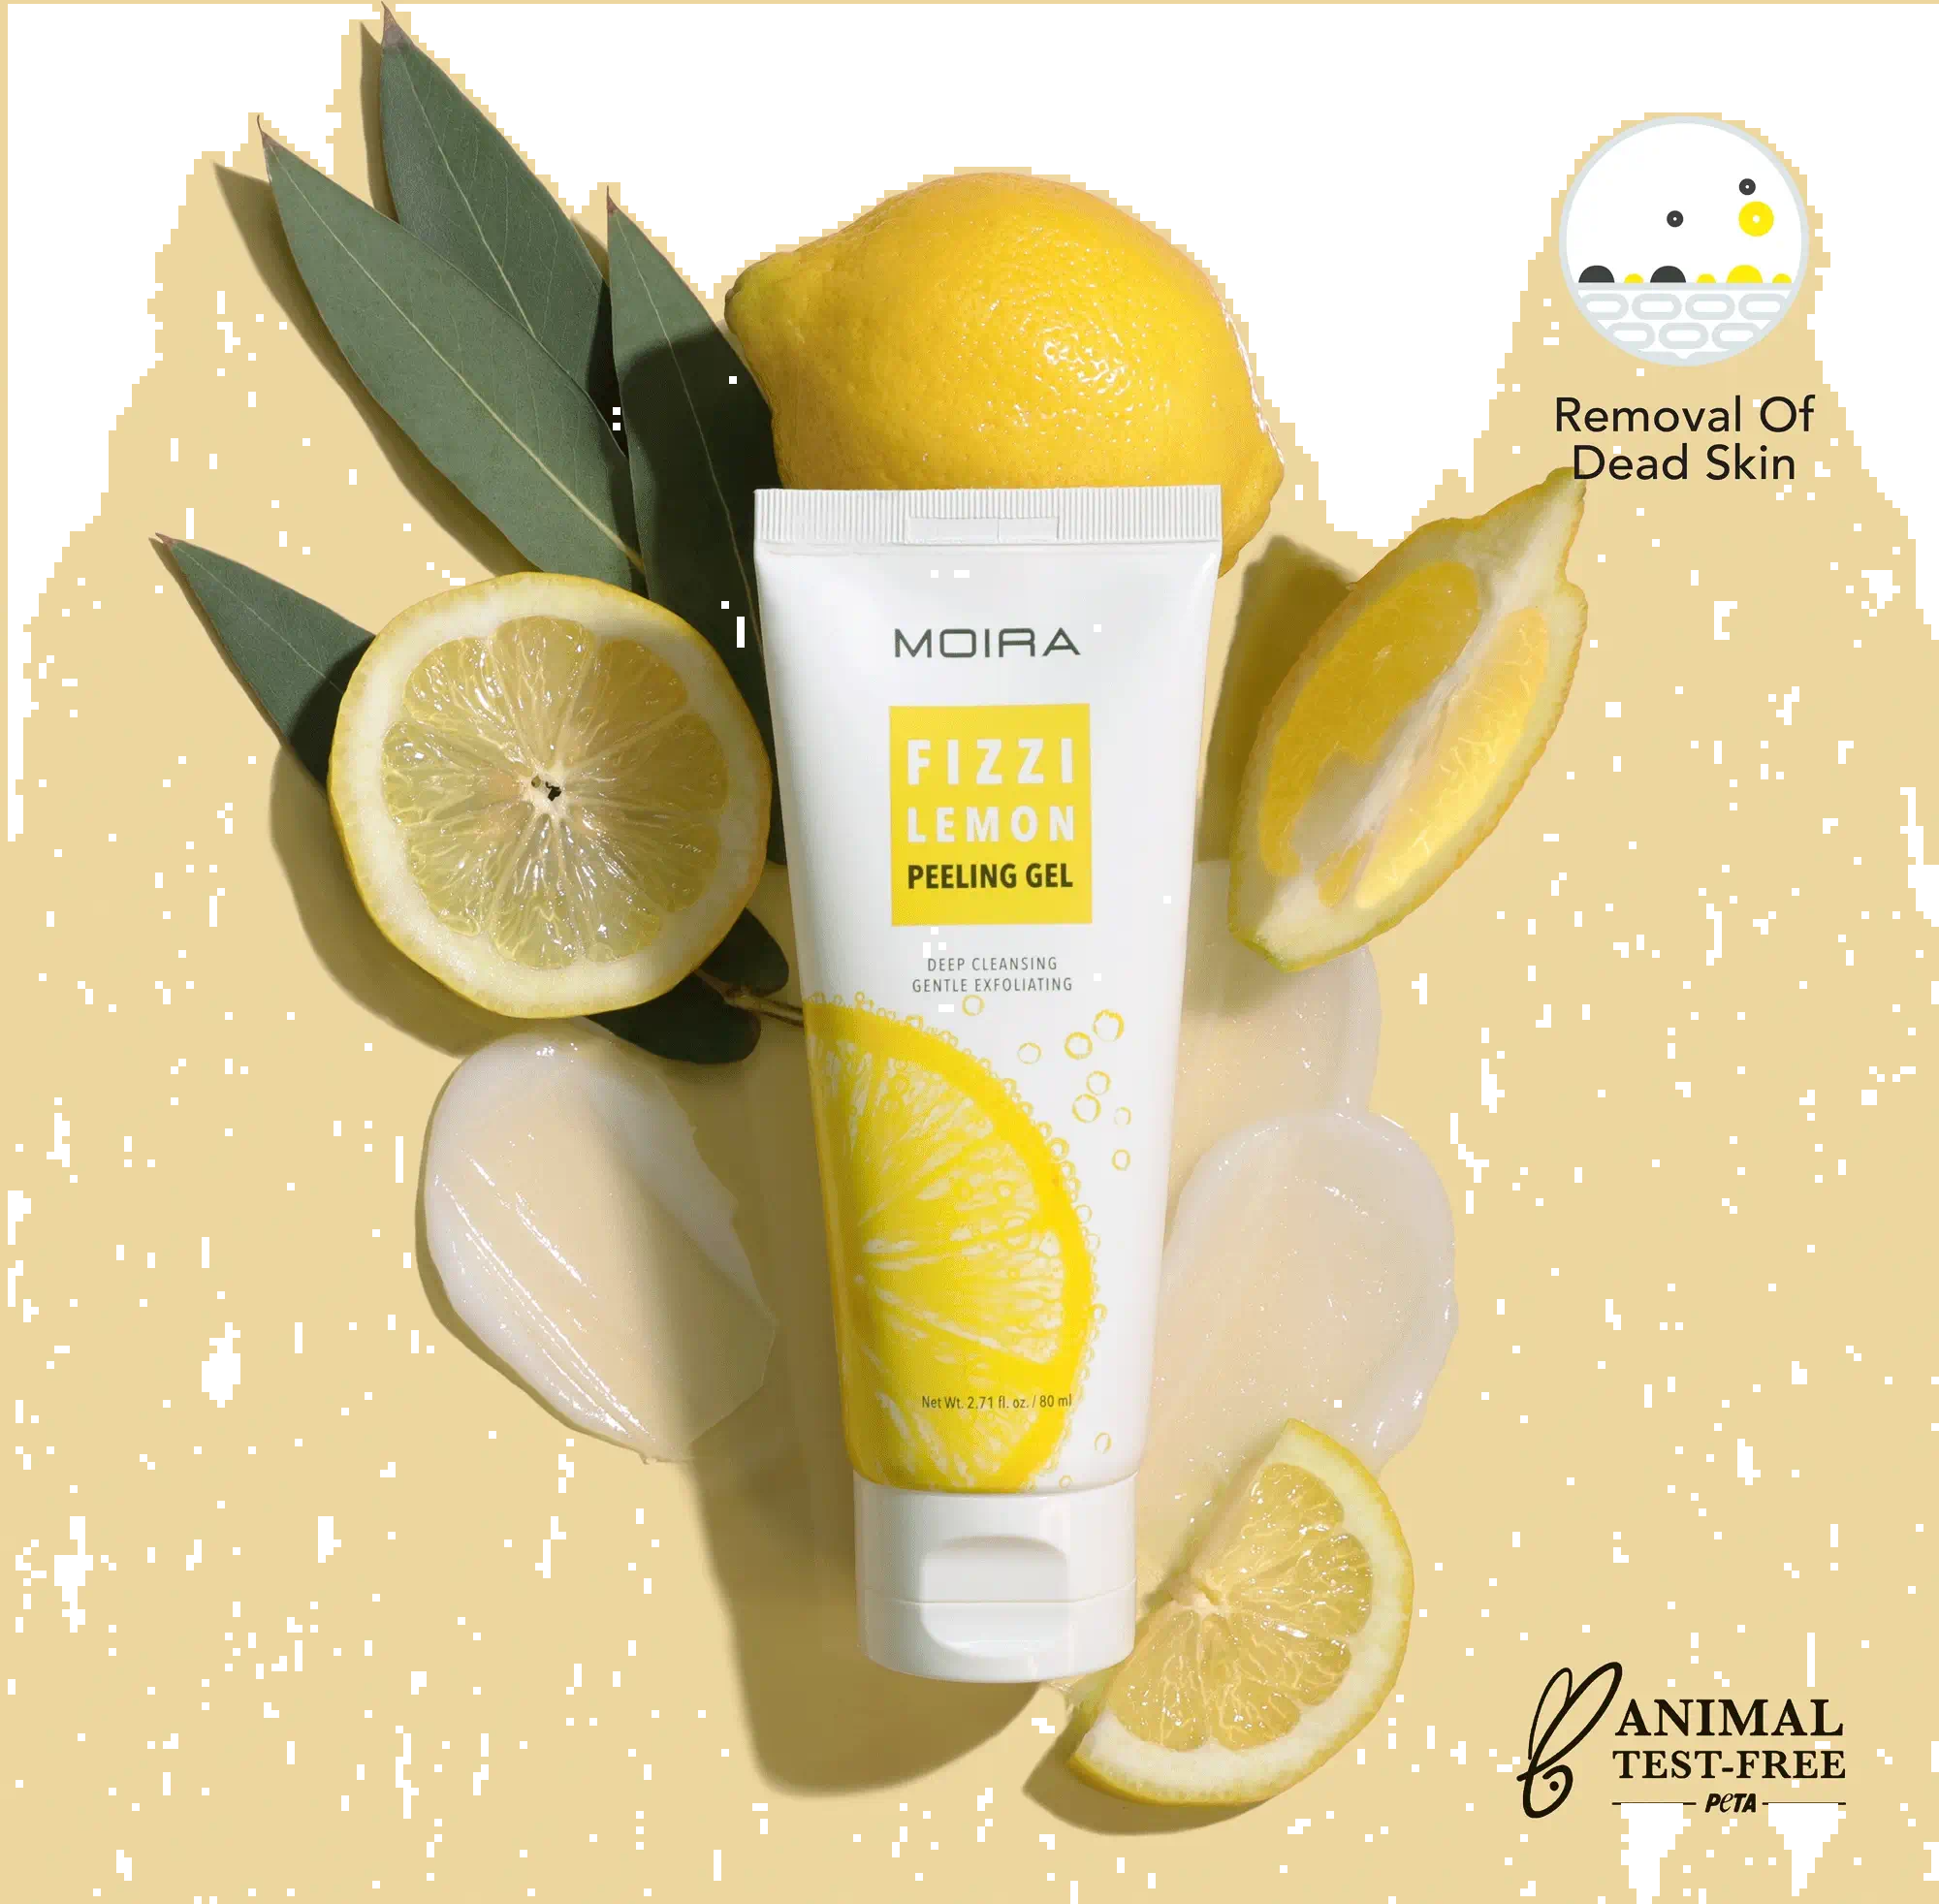 Removal Of
Dead Skin
MOIRA
FIZZI
LEMON
PEELING GEL
DEEP CLEANSING
GENTLE EXFOLIATING
Net Wt. 2.71 fl. oz. / 80 ml
ANIMAL
TEST-FREE
PeTA